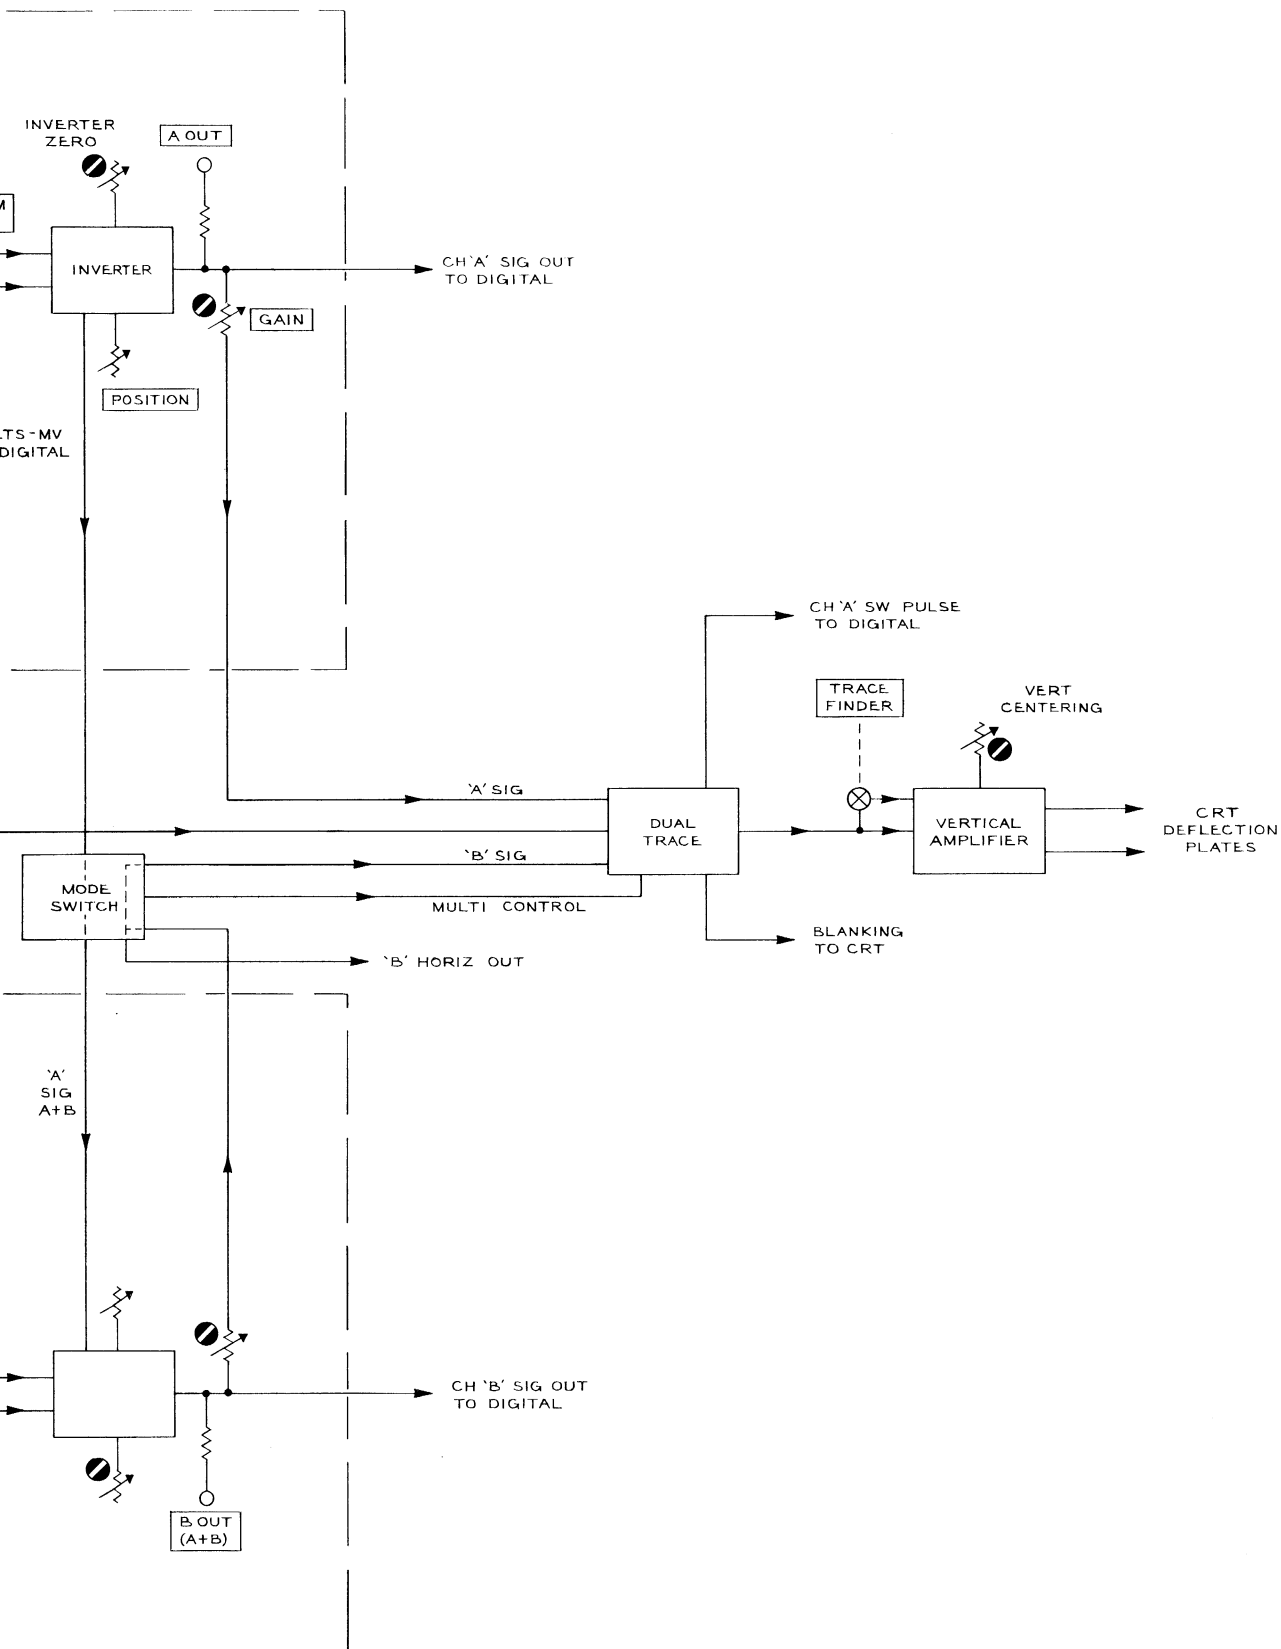 INVERTER
ZERO
A OUT
M
INVERTER
CH 'A' SIG OUT
TO DIGITAL
GAIN
POSITION
LTS-MV
DIGITAL
CH 'A' SW PULSE
TO DIGITAL
TRACE
FINDER
VERT
CENTERING
'A' SIG
DUAL
TRACE
VERTICAL
AMPLIFIER
CRT
DEFLECTION
PLATES
'B' SIG
MODE
SWITCH
MULTI CONTROL
BLANKING
TO CRT
'B' HORIZ OUT
'A'
SIG
A+B
CH 'B' SIG OUT
TO DIGITAL
B OUT
(A+B)